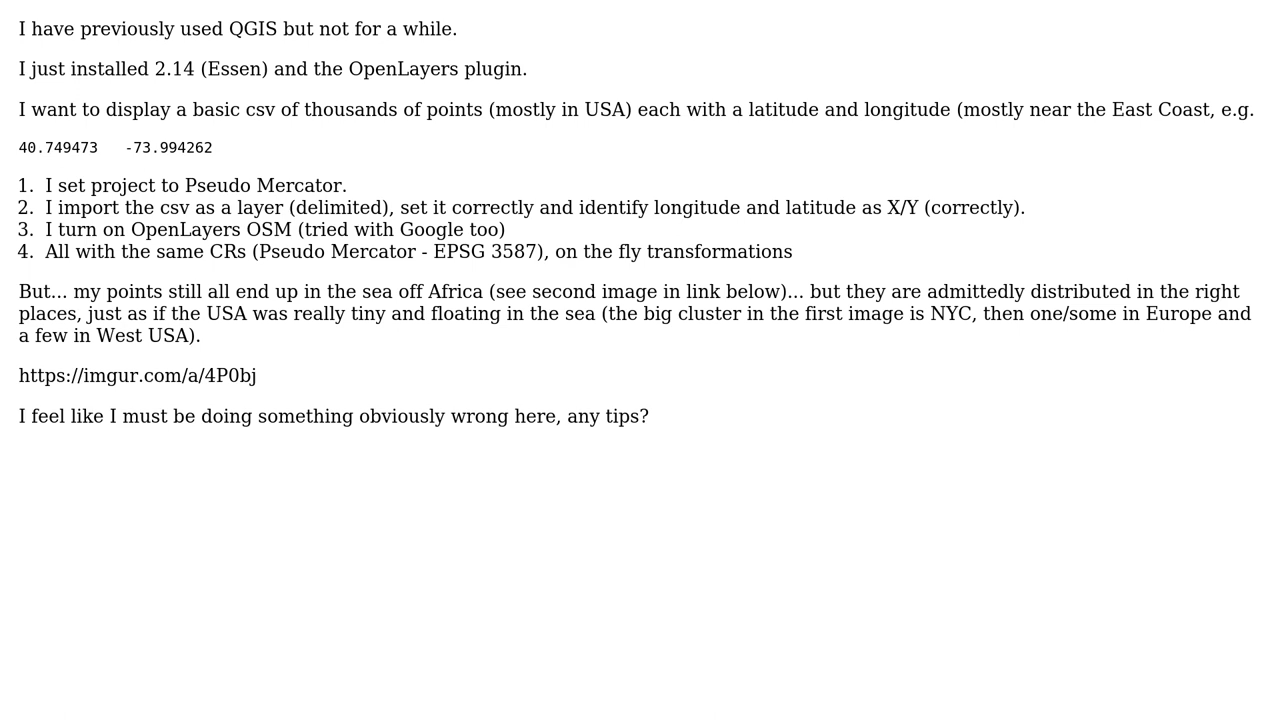 I have previously used QGIS but not for a while.
I just installed 2.14 (Essen) and the OpenLayers plugin.
I want to display a basic csv of thousands of points (mostly in USA) each with a latitude and longitude (mostly near the East Coast, e.g.
40.749473   -73.994262
1. I set project to Pseudo Mercator.
2. I import the csv as a layer (delimited), set it correctly and identify longitude and latitude as X/Y (correctly).
3. I turn on OpenLayers OSM (tried with Google too)
4. All with the same CRs (Pseudo Mercator - EPSG 3587), on the fly transformations
But... my points still all end up in the sea off Africa (see second image in link below)... but they are admittedly distributed in the right
places, just as if the USA was really tiny and floating in the sea (the big cluster in the first image is NYC, then one/some in Europe and
a few in West USA).
https://imgur.com/a/4P0bj
I feel like I must be doing something obviously wrong here, any tips?